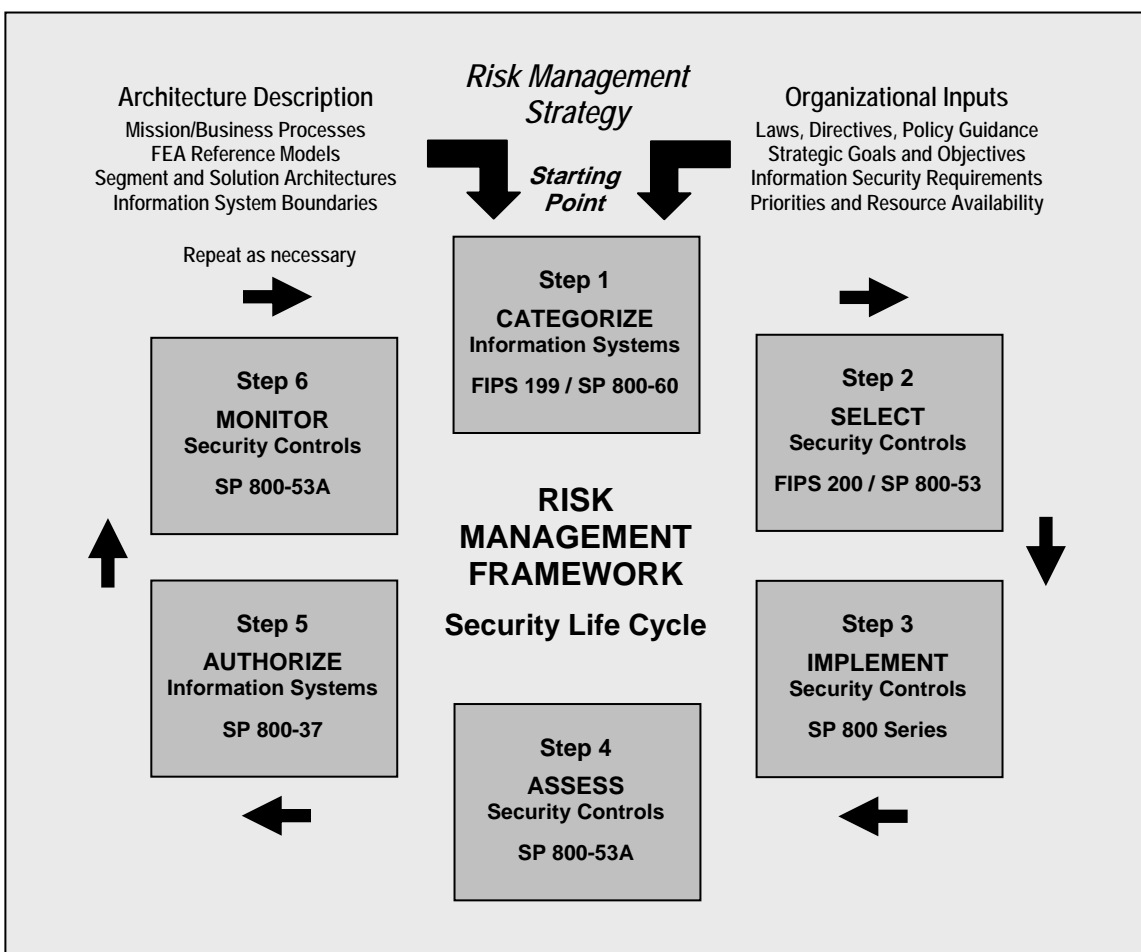 Risk Management
Strategy
Architecture Description
Mission/Business Processes
FEA Reference Models
Segment and Solution Architectures
Information System Boundaries
Organizational Inputs
Laws, Directives, Policy Guidance
Strategic Goals and Objectives
Information Security Requirements
Priorities and Resource Availability
Starting
Point
Repeat as necessary
Step 1
CATEGORIZE
Information Systems
FIPS 199 / SP 800-60
Step 2
SELECT
Security Controls
FIPS 200 / SP 800-53
Step 3
IMPLEMENT
Security Controls
SP 800 Series
Step 4
ASSESS
Security Controls
SP 800-53A
Step 5
AUTHORIZE
Information Systems
SP 800-37
Step 6
MONITOR
Security Controls
SP 800-53A
RISK
MANAGEMENT
FRAMEWORK
Security Life Cycle